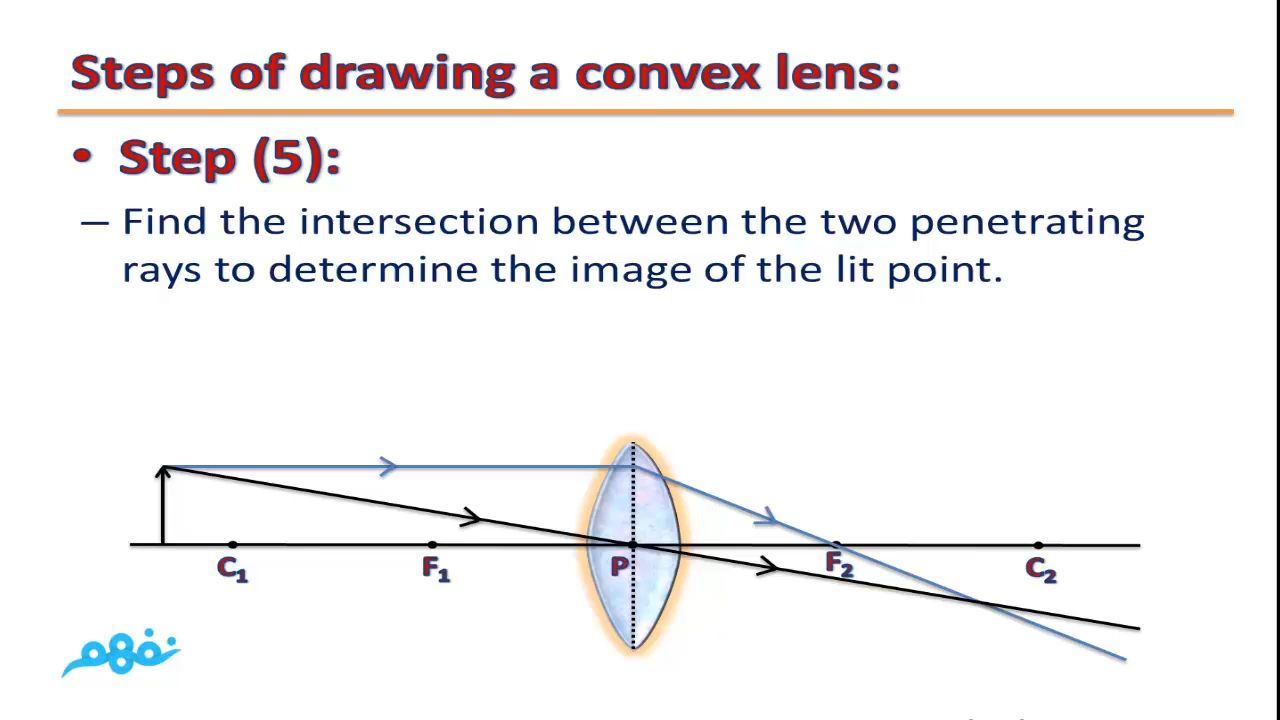 Steps of drawing a convex lens:
• Step (5):
– Find the intersection between the two penetrating
rays to determine the image of the lit point.
C₁ F₁ P F₂ C₂
نفهم